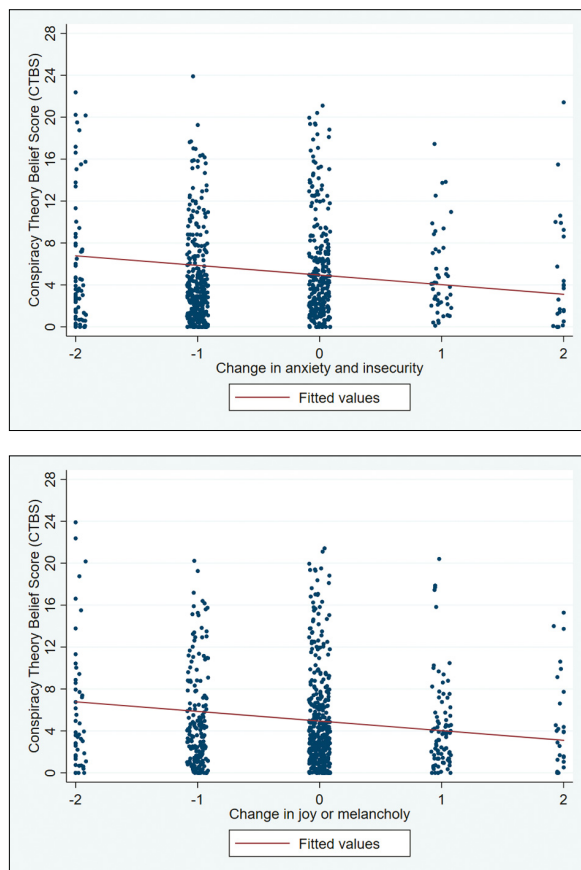 Conspiracy Theory Belief Score (CTBS)
28
24
20
16
12
8
4
0
-2 -1 0 1 2
Change in anxiety and insecurity
Fitted values
Conspiracy Theory Belief Score (CTBS)
28
24
20
16
12
8
4
0
-2 -1 0 1 2
Change in joy or melancholy
Fitted values